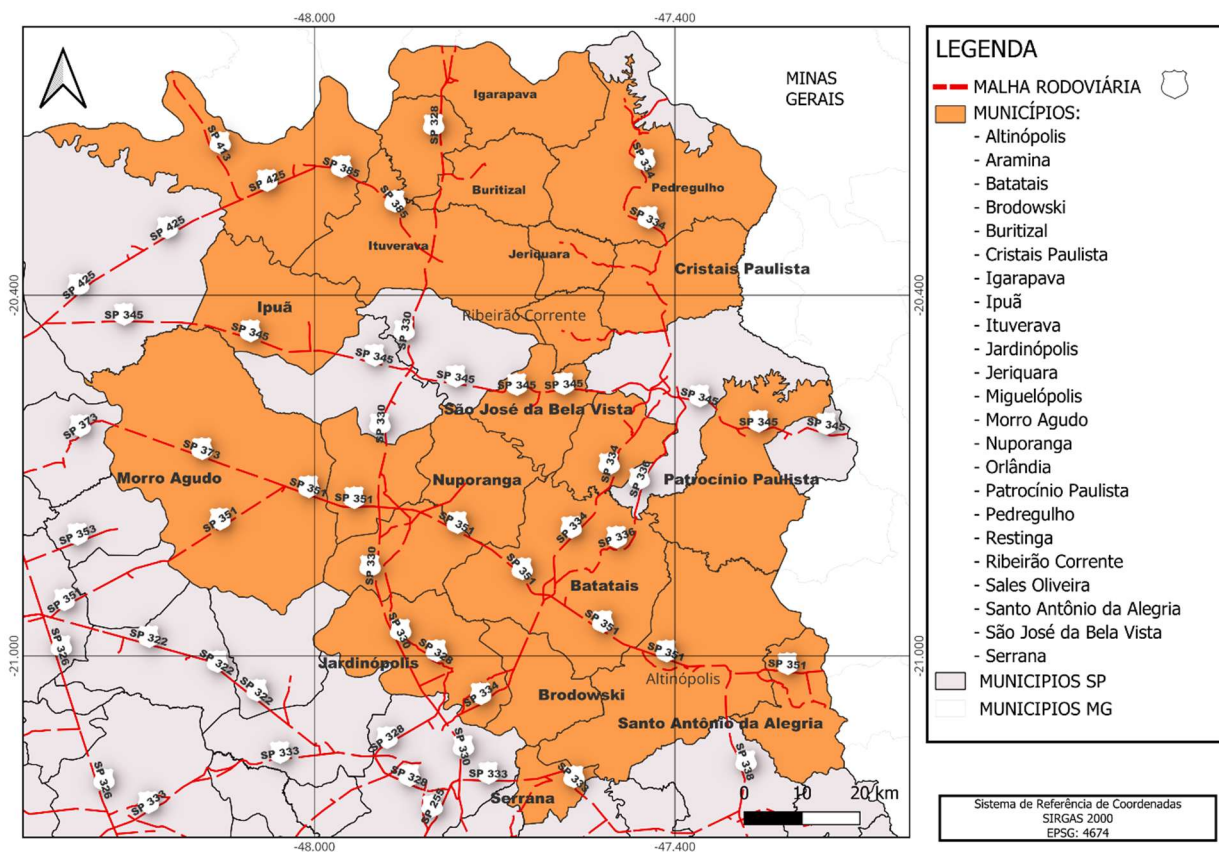 -48.000
-47.400
MINAS
GERAIS
Igarapava
SP 328
SP 413
SP 385
SP 334
SP 425
SP 385
Buritizal
Pedregulho
SP 425
SP 334
Ituverava
Jeriquara
Cristais Paulista
SP 425
-20.400
-20.400
Ipuã
SP 345
Ribeirão Corrente
SP 330
SP 345
SP 345
SP 345
SP 345
SP 345
SP 345
São José da Bela Vista
SP 345
SP 345
SP 330
SP 373
SP 373
SP 334
Morro Agudo
Nuporanga
SP 336
Patrocínio Paulista
SP 351
SP 351
SP 351
SP 351
SP 334
SP 353
SP 336
SP 330
SP 351
Batatais
SP 351
SP 351
SP 322
SP 330
SP 326
SP 328
SP 351
-21.000
-21.000
SP 322
Jardinópolis
SP 351
Altinópolis
SP 322
SP 334
Brodowski
Santo Antônio da Alegria
SP 328
SP 333
SP 330
SP 338
SP 326
SP 328
SP 333
SP 333
SP 333
SP 255
Serrana
0 10 20 km
-48.000
-47.400
LEGENDA
MALHA RODOVIÁRIA
MUNICÍPIOS:
- Altinópolis
- Aramina
- Batatais
- Brodowski
- Buritizal
- Cristais Paulista
- Igarapava
- Ipuã
- Ituverava
- Jardinópolis
- Jeriquara
- Miguelópolis
- Morro Agudo
- Nuporanga
- Orlândia
- Patrocínio Paulista
- Pedregulho
- Restinga
- Ribeirão Corrente
- Sales Oliveira
- Santo Antônio da Alegria
- São José da Bela Vista
- Serrana
MUNICIPIOS SP
MUNICIPIOS MG
Sistema de Referência de Coordenadas
SIRGAS 2000
EPSG: 4674